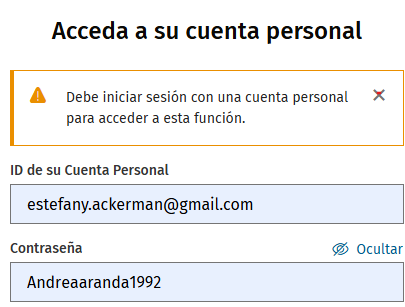 Acceda a su cuenta personal
Debe iniciar sesión con una cuenta personal
para acceder a esta función.
ID de su Cuenta Personal
estefany.ackerman@gmail.com
Contraseña
Ocultar
Andreaaranda1992